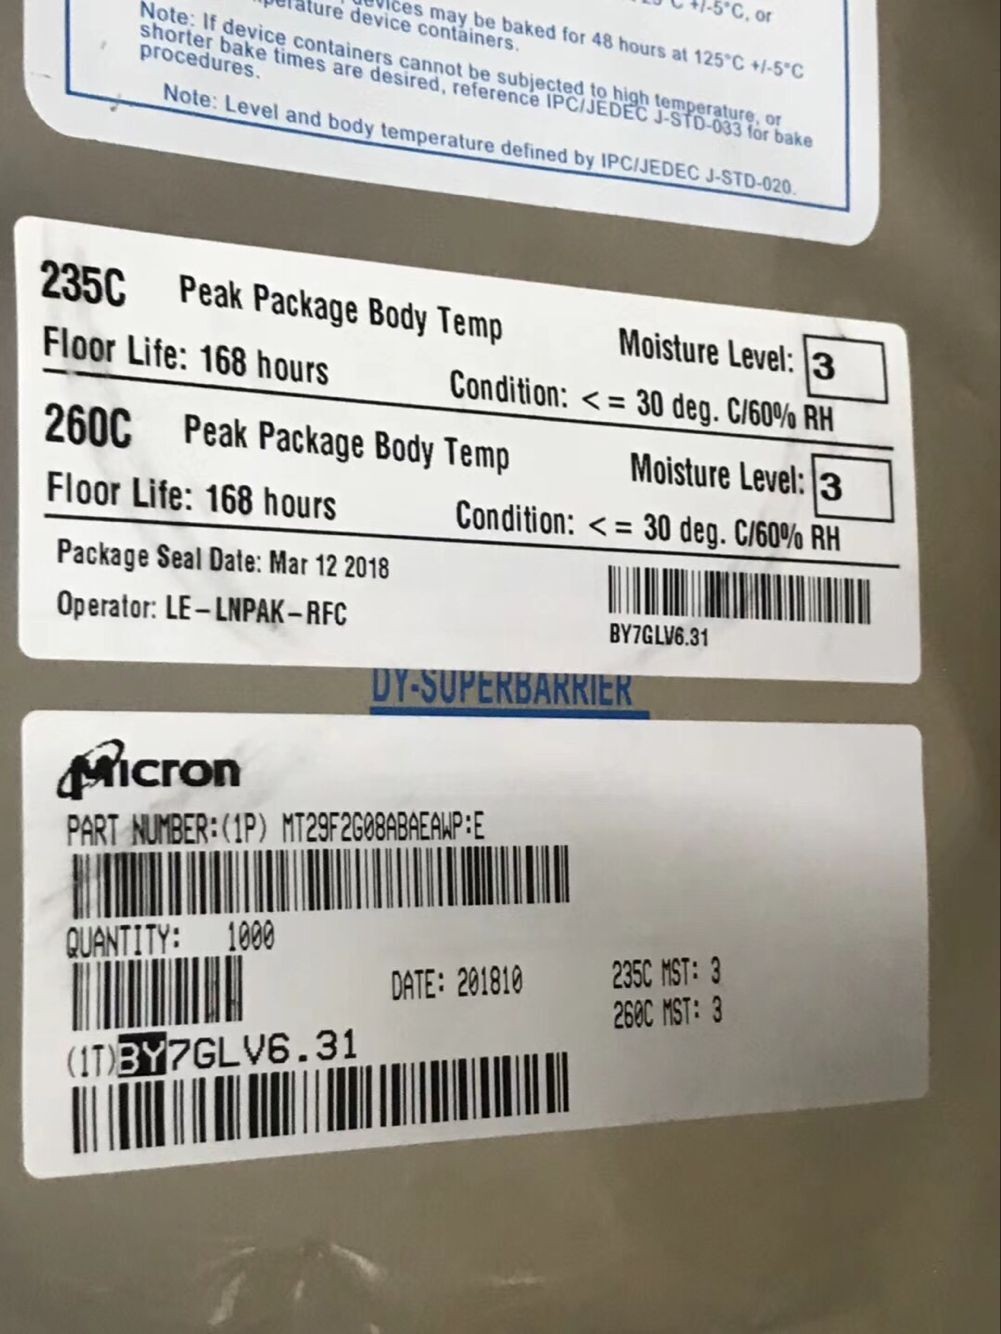 C +/-5°C, or
devices may be baked for 48 hours at 125°C +/-5°C
device containers.
Note: If device containers cannot be subjected to high temperature, or
shorter bake times are desired, reference IPC/JEDEC J-STD-033 for bake
procedures.
Note: Level and body temperature defined by IPC/JEDEC J-STD-020.
235C Peak Package Body Temp Moisture Level: 3
Floor Life: 168 hours Condition: <= 30 deg. C/60% RH
260C Peak Package Body Temp Moisture Level: 3
Floor Life: 168 hours Condition: <= 30 deg. C/60% RH
Package Seal Date: Mar 12 2018
Operator: LE-LNPAK-RFC
BY7GLV6.31
DY-SUPERBARRIER
Micron
PART NUMBER:(1P) MT29F2G08ABAEAWP:E
QUANTITY: 1000
DATE: 201810 235C MST: 3
260C MST: 3
(1T)BY7GLV6.31